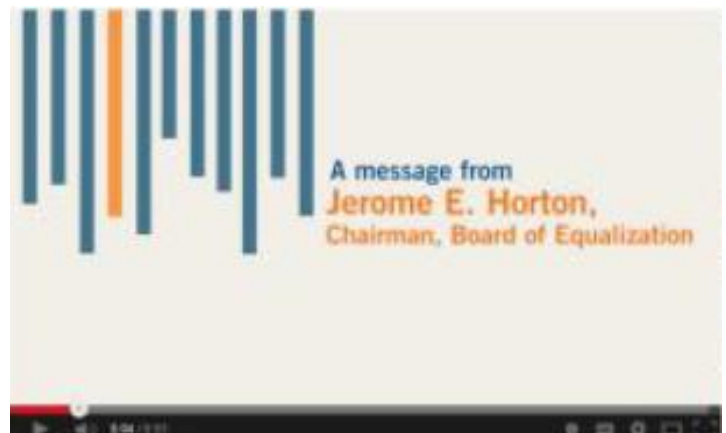 A message from
Jerome E. Horton,
Chairman, Board of Equalization